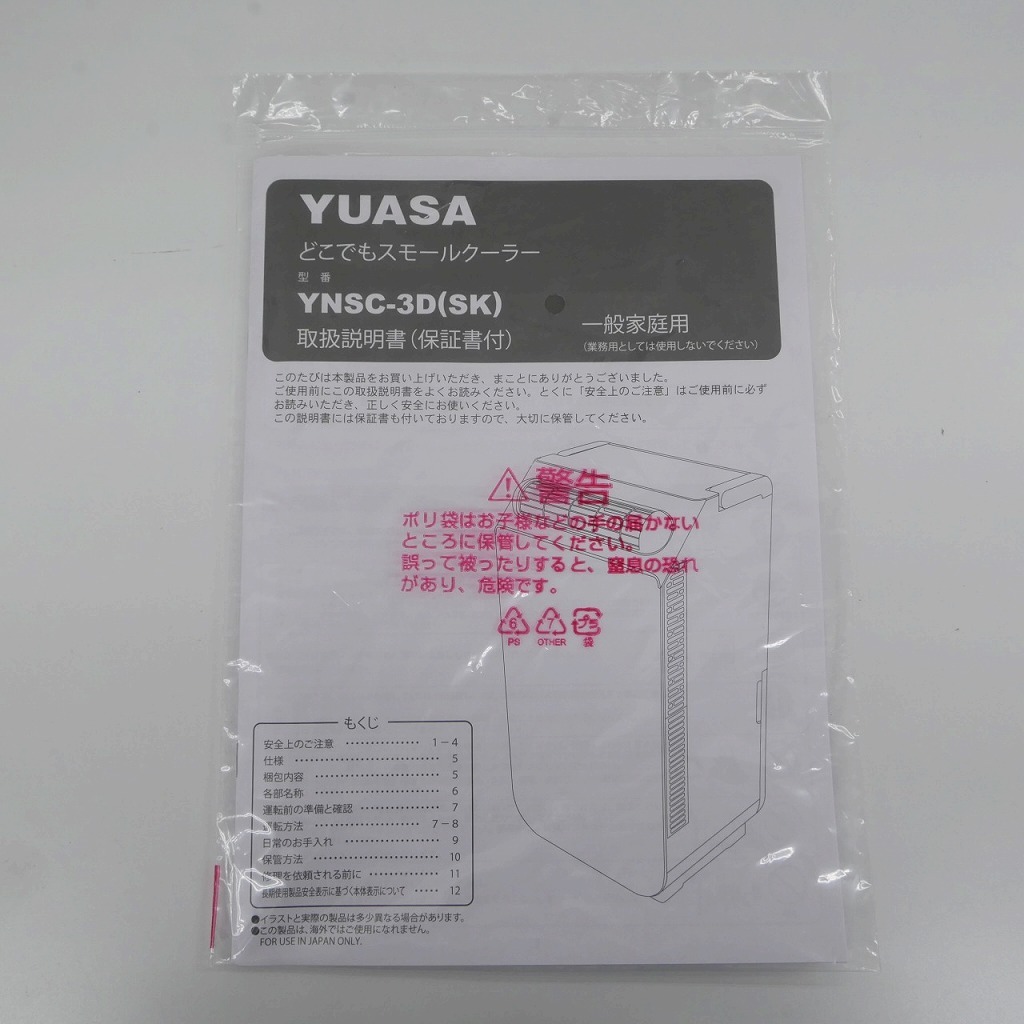 YUASA
どこでもスモールクーラー
型 番
YNSC-3D(SK)
取扱説明書(保証書付)
一般家庭用
(業務用としては使用しないでください)
このたびは本製品をお買い上げいただき、まことにありがとうございました。
ご使用前にこの取扱説明書をよくお読みください。とくに「安全上のご注意」はご使用前に必ず
お読みいただき、正しく安全にお使いください。
この説明書には保証書も付いておりますので、大切に保管してください。
警告
ポリ袋はお子様などの手の届かない
ところに保管してください。
誤って被ったりすると、窒息の恐れ
があり、危険です。
6 7 プラ
PS OTHER 袋
もくじ
安全上のご注意 ・・・・・・・・・・・・・・・ 1-4
仕様 ・・・・・・・・・・・・・・・・・・・・・・・・・・ 5
梱包内容 ・・・・・・・・・・・・・・・・・・・・・・ 5
各部名称 ・・・・・・・・・・・・・・・・・・・・・・ 6
運転前の準備と確認 ・・・・・・・・・・・・・ 7
運転方法 ・・・・・・・・・・・・・・・・・・・ 7-8
日常のお手入れ ・・・・・・・・・・・・・・・・ 9
保管方法 ・・・・・・・・・・・・・・・・・・・・・・ 10
修理を依頼される前に ・・・・・・・・・・・ 11
長期使用製品安全表示に基づく本体表示について ・・・・・ 12
●イラストと実際の製品は多少異なる場合があります。
●この製品は、海外ではご使用になれません。
FOR USE IN JAPAN ONLY.